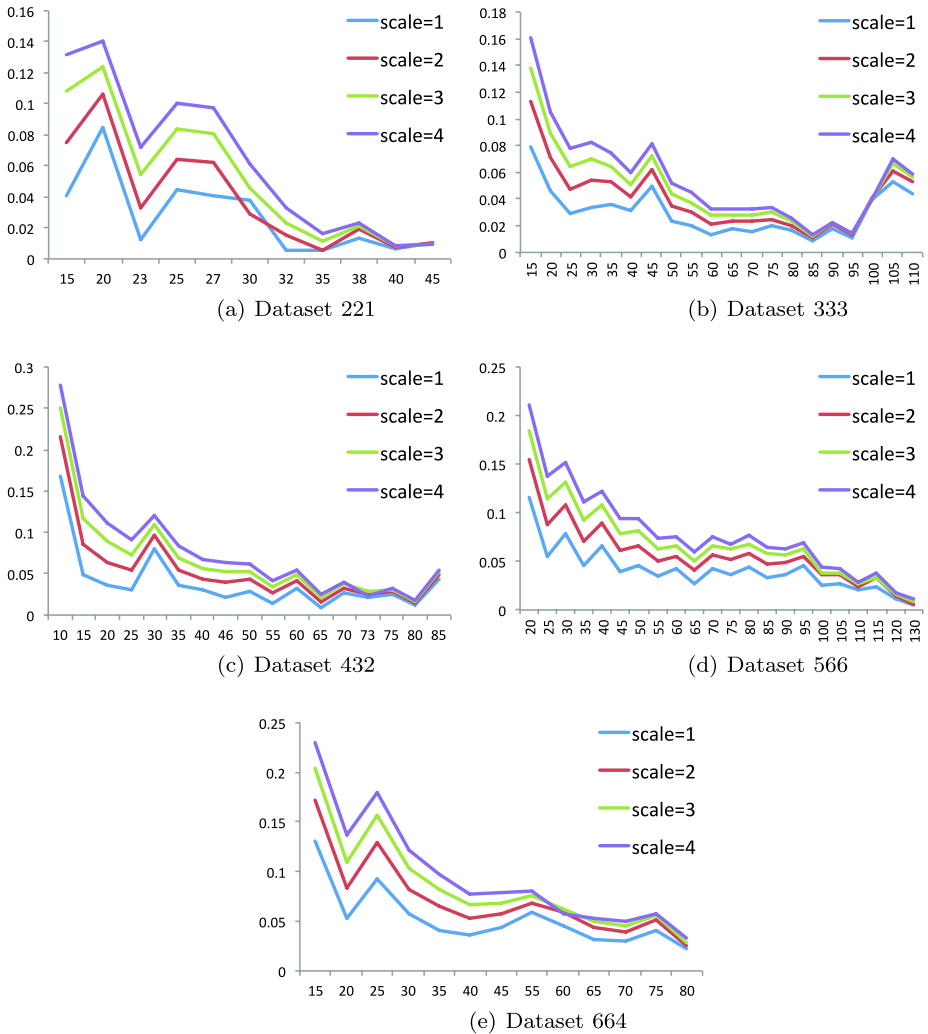 0.16
0.14
0.12
0.1
0.08
0.06
0.04
0.02
0
15 20 23 25 27 30 32 35 38 40 45
scale=1
scale=2
scale=3
scale=4
(a) Dataset 221
0.18
0.16
0.14
0.12
0.10
0.08
0.06
0.04
0.02
0
15 20 25 30 35 40 45 50 55 60 65 70 75 80 85 90 95 100 105 110
scale=1
scale=2
scale=3
scale=4
(b) Dataset 333
0.3
0.25
0.2
0.15
0.1
0.05
0
10 15 20 25 30 35 40 46 50 55 60 65 70 73 75 80 85
scale=1
scale=2
scale=3
scale=4
(c) Dataset 432
0.25
0.2
0.15
0.1
0.05
0
20 25 30 35 40 45 50 55 60 65 70 75 80 85 90 95 100 105 110 115 120 130
scale=1
scale=2
scale=3
scale=4
(d) Dataset 566
0.25
0.2
0.15
0.1
0.05
0
15 20 25 30 35 40 45 55 60 65 70 75 80
scale=1
scale=2
scale=3
scale=4
(e) Dataset 664